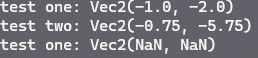 test one: Vec2(-1.0, -2.0)
test two: Vec2(-0.75, -5.75)
test one: Vec2(NaN, NaN)